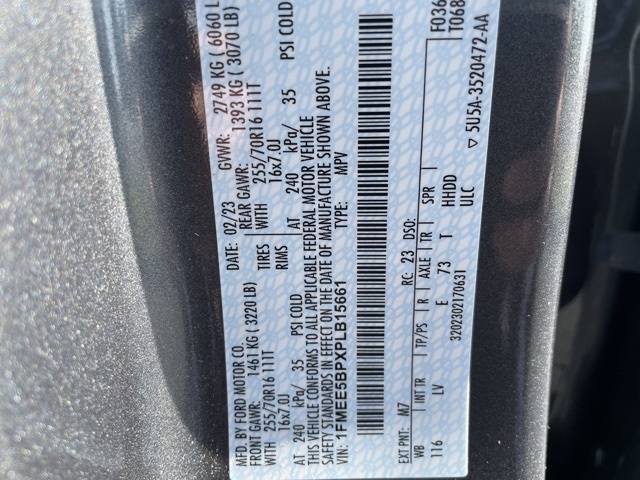 MFD. BY FORD MOTOR CO. 02/23 GVWR: 2749 KG ( 6060 L
FRONT GAWR: 1461 KG ( 3220 LB) REAR GAWR: 1393 KG ( 3070 LB)
WITH 255/70R16 111T TIRES WITH 255/70R16 111T
16x7.0J RIMS 16x7.0J
AT 240 kPa/ 35 PSI COLD AT 240 kPa/ 35 PSI COLD
THIS VEHICLE CONFORMS TO ALL APPLICABLE FEDERAL MOTOR VEHICLE
SAFETY STANDARDS IN EFFECT ON THE DATE OF MANUFACTURE SHOWN ABOVE.
VIN: 1FMEE5BPXPLB15661 TYPE: MPV
F036
T068
EXT PNT: M7 RC: 23 DSO:
WB INT TR TP/PS R AXLE TR SPR
116 LV E 73 T HHDD
3202302170631 ULC
▽ 5U5A-3520472-AA